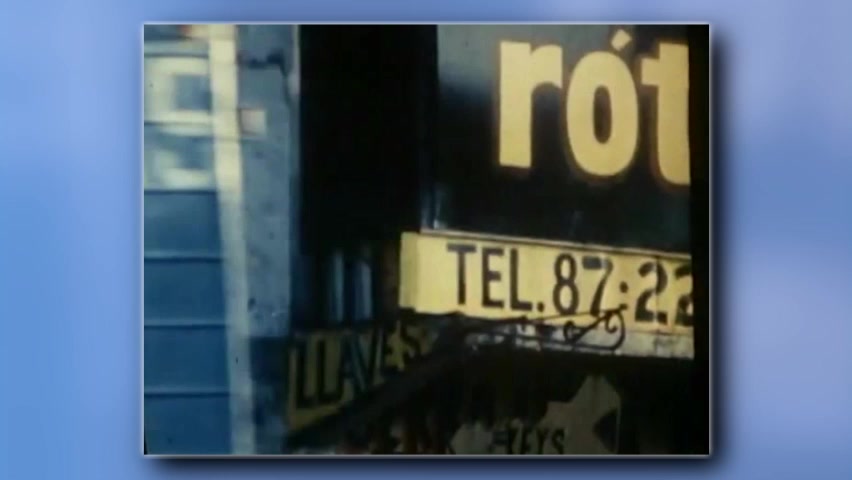 rót
TEL. 87:22
LLAVES
KEYS